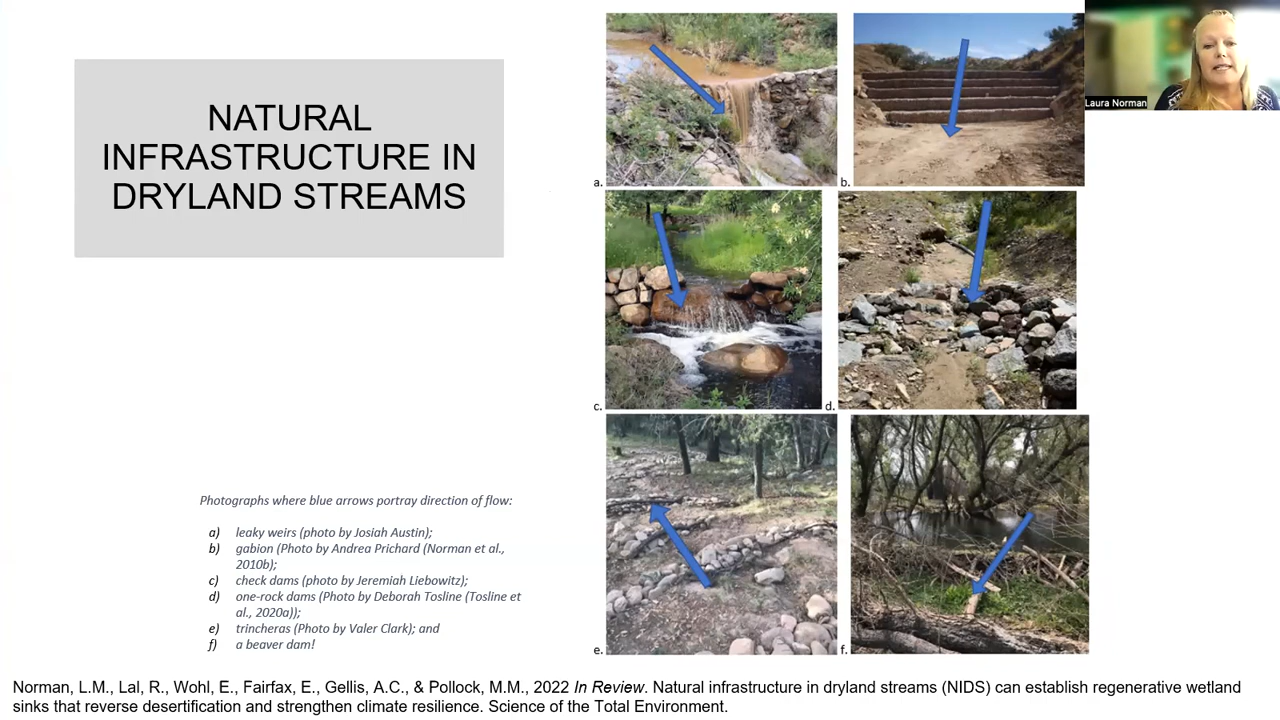 NATURAL
INFRASTRUCTURE IN
DRYLAND STREAMS
Photographs where blue arrows portray direction of flow:
a) leaky weirs (photo by Josiah Austin);
b) gabion (Photo by Andrea Prichard (Norman et al.,
2010b);
c) check dams (photo by Jeremiah Liebowitz);
d) one-rock dams (Photo by Deborah Tosline (Tosline et
al., 2020a));
e) trincheras (Photo by Valer Clark); and
f) a beaver dam!
a.
b.
c.
d.
e.
f.
Laura Norman
Norman, L.M., Lal, R., Wohl, E., Fairfax, E., Gellis, A.C., & Pollock, M.M., 2022 In Review. Natural infrastructure in dryland streams (NIDS) can establish regenerative wetland
sinks that reverse desertification and strengthen climate resilience. Science of the Total Environment.